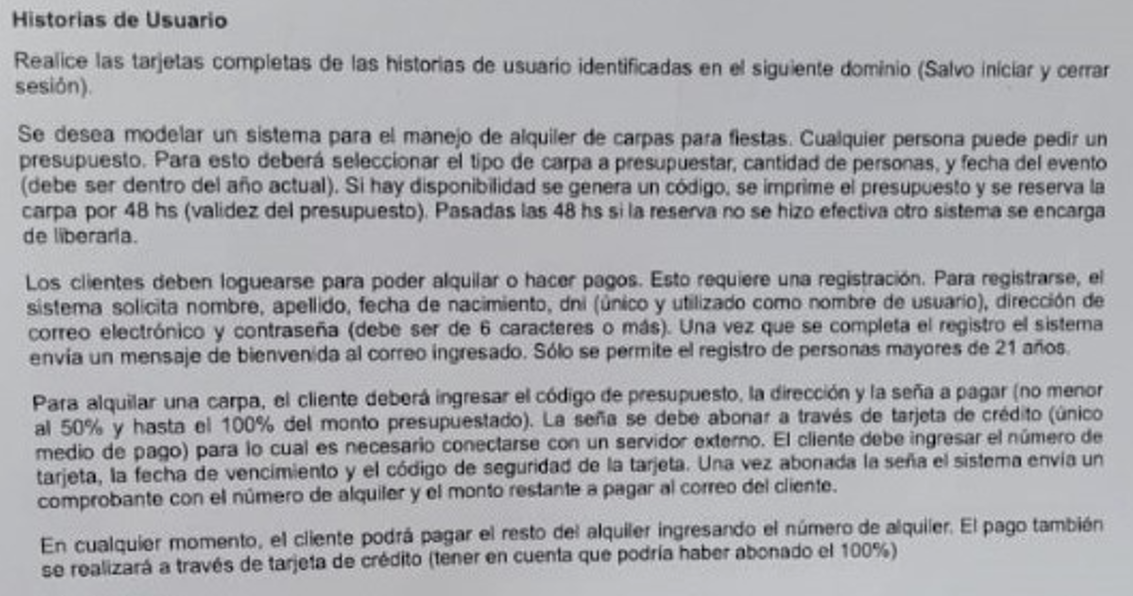 Historias de Usuario
Realice las tarjetas completas de las historias de usuario identificadas en el siguiente dominio (Salvo iniciar y cerrar
sesión).
Se desea modelar un sistema para el manejo de alquiler de carpas para fiestas. Cualquier persona puede pedir un
presupuesto. Para esto deberá seleccionar el tipo de carpa a presupuestar, cantidad de personas, y fecha del evento
(debe ser dentro del año actual). Si hay disponibilidad se genera un código, se imprime el presupuesto y se reserva la
carpa por 48 hs (validez del presupuesto). Pasadas las 48 hs si la reserva no se hizo efectiva otro sistema se encarga
de liberarla.
Los clientes deben loguearse para poder alquilar o hacer pagos. Esto requiere una registración. Para registrarse, el
sistema solicita nombre, apellido, fecha de nacimiento, dni (único y utilizado como nombre de usuario), dirección de
correo electrónico y contraseña (debe ser de 6 caracteres o más). Una vez que se completa el registro el sistema
envía un mensaje de bienvenida al correo ingresado. Sólo se permite el registro de personas mayores de 21 años.
Para alquilar una carpa, el cliente deberá ingresar el código de presupuesto, la dirección y la seña a pagar (no menor
al 50% y hasta el 100% del monto presupuestado). La seña se debe abonar a través de tarjeta de crédito (único
medio de pago) para lo cual es necesario conectarse con un servidor externo. El cliente debe ingresar el número de
tarjeta, la fecha de vencimiento y el código de seguridad de la tarjeta. Una vez abonada la seña el sistema envía un
comprobante con el número de alquiler y el monto restante a pagar al correo del cliente.
En cualquier momento, el cliente podrá pagar el resto del alquiler ingresando el número de alquiler. El pago también
se realizará a través de tarjeta de crédito (tener en cuenta que podría haber abonado el 100%)